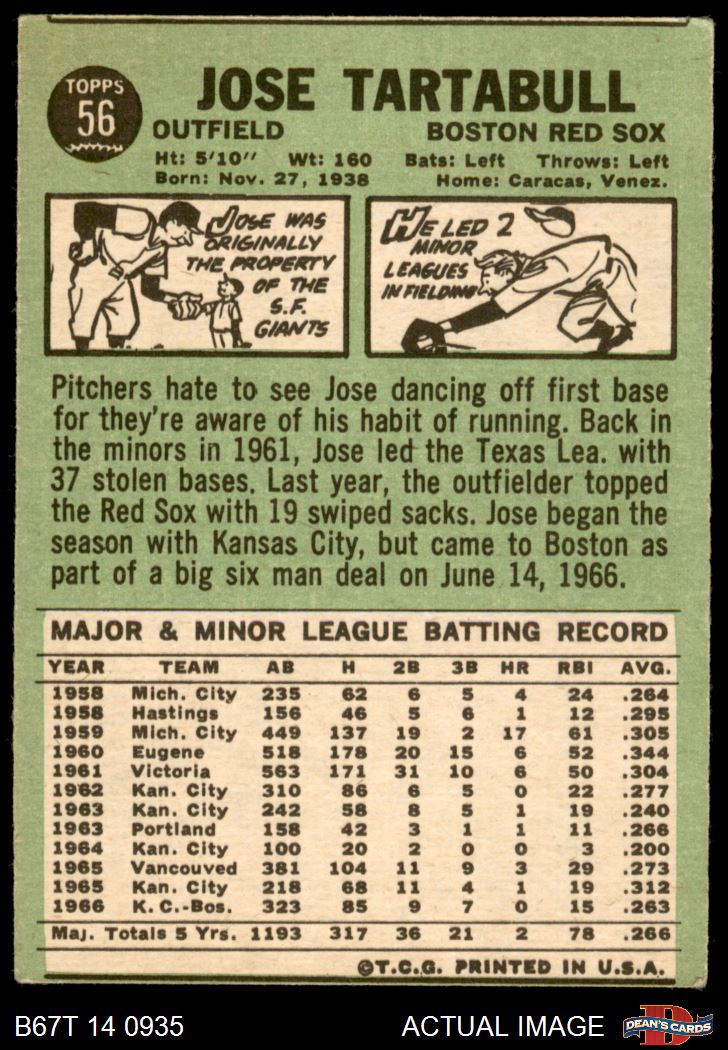 TOPPS
56
JOSE TARTABULL
OUTFIELD BOSTON RED SOX
Ht: 5'10" Wt: 160 Bats: Left Throws: Left
Born: Nov. 27, 1938 Home: Caracas, Venez.
JOSE WAS
ORIGINALLY
THE PROPERTY
OF THE
S.F.
GIANTS
HE LED 2
MINOR
LEAGUES
IN FIELDING
Pitchers hate to see Jose dancing off first base
for they're aware of his habit of running. Back in
the minors in 1961, Jose led the Texas Lea. with
37 stolen bases. Last year, the outfielder topped
the Red Sox with 19 swiped sacks. Jose began the
season with Kansas City, but came to Boston as
part of a big six man deal on June 14, 1966.
MAJOR & MINOR LEAGUE BATTING RECORD
YEAR TEAM AB H 2B 3B HR RBI AVG.
1958 Mich. City 235 62 6 5 4 24 .264
1958 Hastings 156 46 5 6 1 12 .295
1959 Mich. City 449 137 19 2 17 61 .305
1960 Eugene 518 178 20 15 6 52 .344
1961 Victoria 563 171 31 10 6 50 .304
1962 Kan. City 310 86 6 5 0 22 .277
1963 Kan. City 242 58 8 5 1 19 .240
1963 Portland 158 42 3 1 1 11 .266
1964 Kan. City 100 20 2 0 0 3 .200
1965 Vancouved 381 104 11 9 3 29 .273
1965 Kan. City 218 68 11 4 1 19 .312
1966 K.C.-Bos. 323 85 9 7 0 15 .263
Maj. Totals 5 Yrs. 1193 317 36 21 2 78 .266
©T.C.G. PRINTED IN U.S.A.
B67T 14 0935 ACTUAL IMAGE
D
DEAN'S CARDS